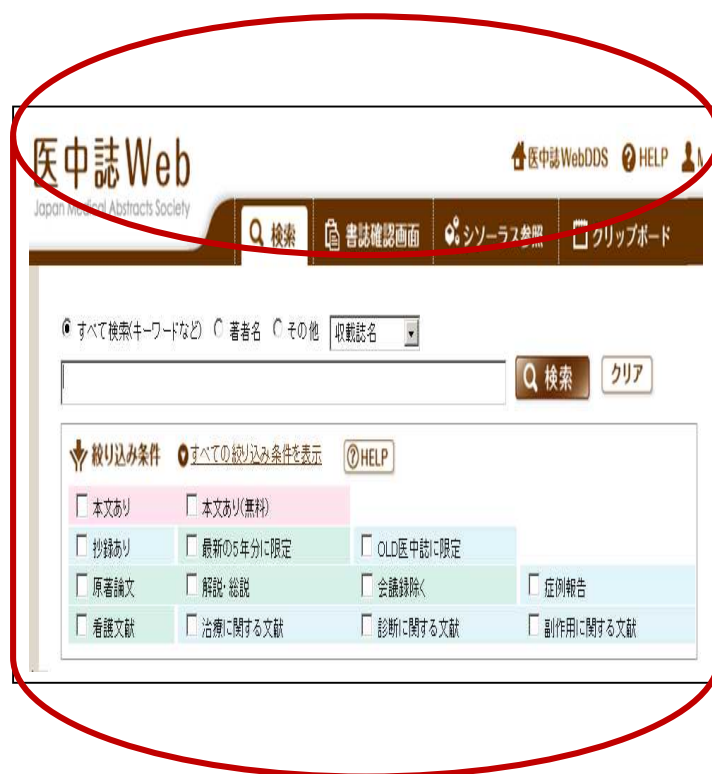 医中誌Web
Japan Medical Abstracts Society
医中誌WebDDS HELP
検索 書誌確認画面 シソーラス参照 クリップボード
すべて検索(キーワードなど) 著者名 その他 収載誌名
検索 クリア
絞り込み条件 すべての絞り込み条件を表示 HELP
本文あり 本文あり(無料)
抄録あり 最新の5年分に限定 OLD医中誌に限定
原著論文 解説・総説 会議録除く 症例報告
看護文献 治療に関する文献 診断に関する文献 副作用に関する文献